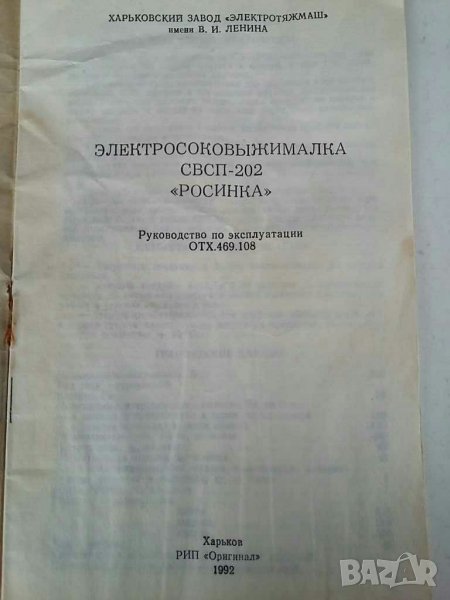 ХАРЬКОВСКИЙ ЗАВОД «ЭЛЕКТРОТЯЖМАШ»
имени В. И. ЛЕНИНА
ЭЛЕКТРОСОКОВЫЖИМАЛКА
СВСП-202
«РОСИНКА»
Руководство по эксплуатации
ОТХ.469.108
Харьков
РИП «Оригинал»
1992
BAZAR